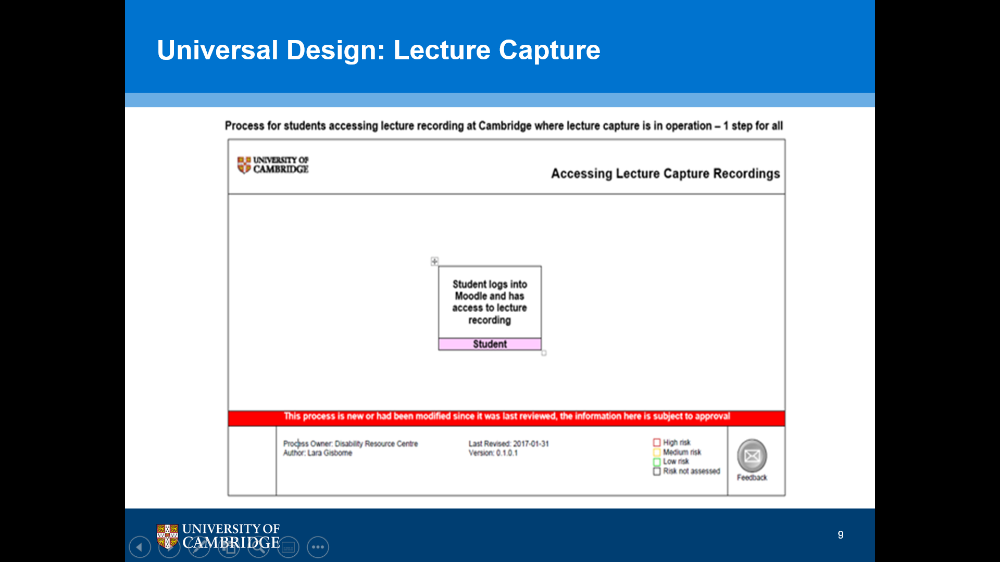 Universal Design: Lecture Capture
Process for students accessing lecture recording at Cambridge where lecture capture is in operation – 1 step for all
UNIVERSITY OF
CAMBRIDGE
Accessing Lecture Capture Recordings
Student logs into
Moodle and has
access to lecture
recording
Student
This process is new or had been modified since it was last reviewed, the information here is subject to approval
Process Owner: Disability Resource Centre
Author: Lara Gisborne
Last Revised: 2017-01-31
Version: 0.1.0.1
High risk
Medium risk
Low risk
Risk not assessed
Feedback
UNIVERSITY OF
CAMBRIDGE
9